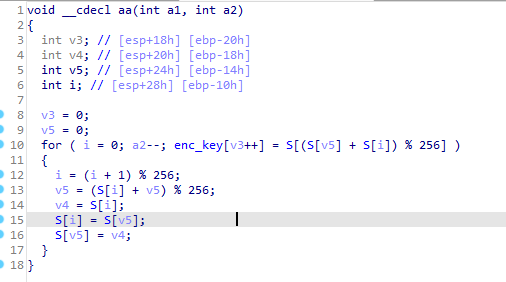 1 void __cdecl aa(int a1, int a2)
2 {
3   int v3; // [esp+18h] [ebp-20h]
4   int v4; // [esp+20h] [ebp-18h]
5   int v5; // [esp+24h] [ebp-14h]
6   int i; // [esp+28h] [ebp-10h]
7
8   v3 = 0;
9   v5 = 0;
10   for ( i = 0; a2--; enc_key[v3++] = S[(S[v5] + S[i]) % 256] )
11   {
12     i = (i + 1) % 256;
13     v5 = (S[i] + v5) % 256;
14     v4 = S[i];
15     S[i] = S[v5];
16     S[v5] = v4;
17   }
18 }